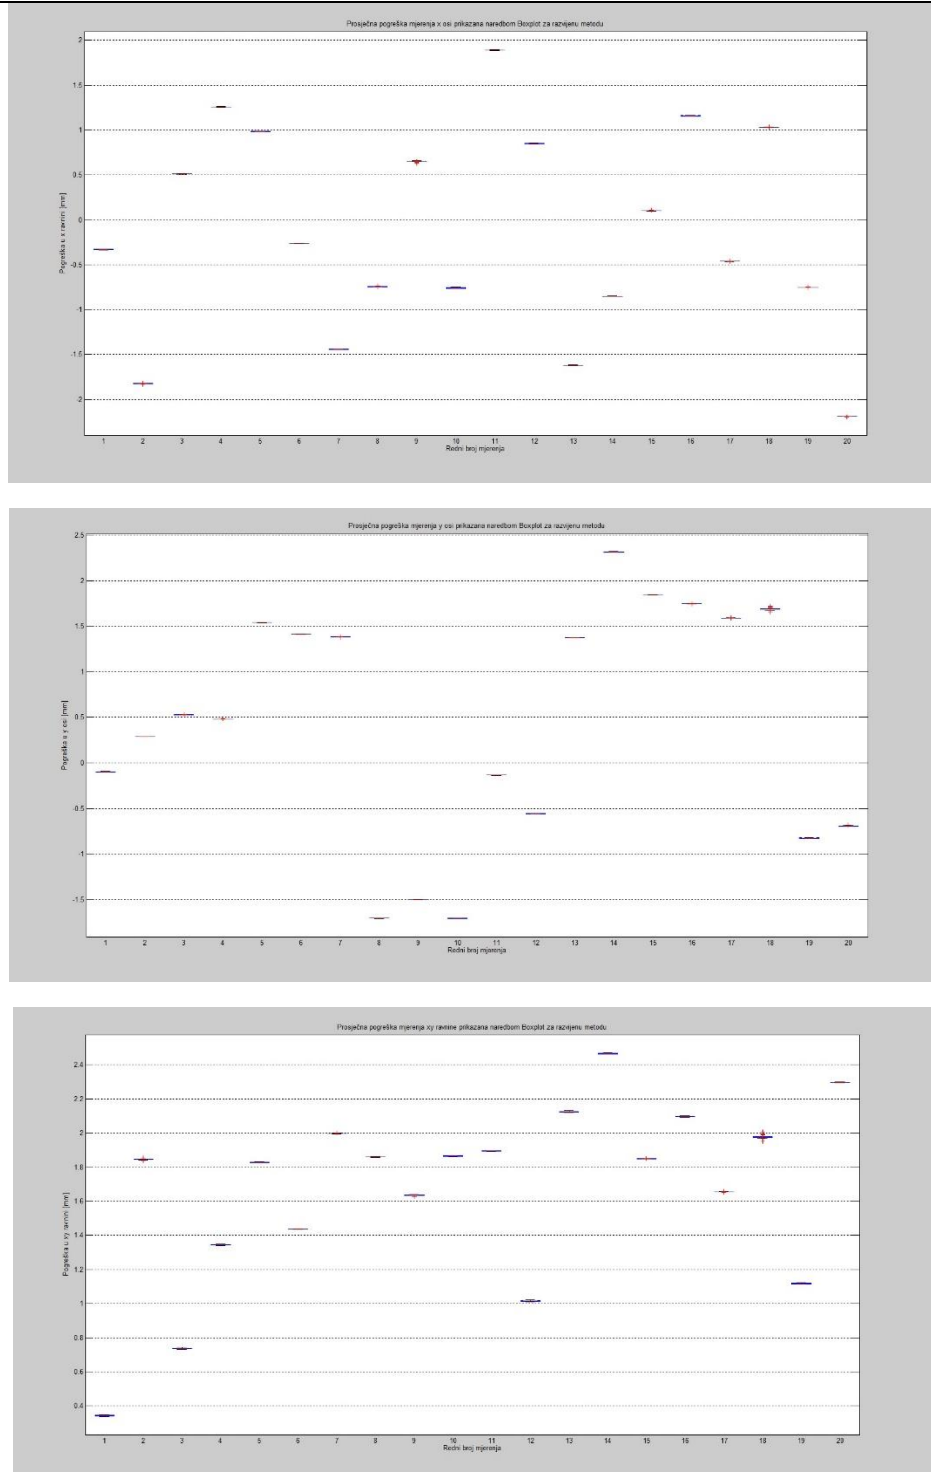 Prosječna pogreška mjerenja x osi prikazana naredbom Boxplot za razvijenu metodu
Pogreška u x ravnini [mm]
2
1.5
1
0.5
0
-0.5
-1
-1.5
-2
1 2 3 4 5 6 7 8 9 10 11 12 13 14 15 16 17 18 19 20
Redni broj mjerenja
Prosječna pogreška mjerenja y osi prikazana naredbom Boxplot za razvijenu metodu
Pogreška u y osi [mm]
2.5
2
1.5
1
0.5
0
-0.5
-1
-1.5
1 2 3 4 5 6 7 8 9 10 11 12 13 14 15 16 17 18 19 20
Redni broj mjerenja
Prosječna pogreška mjerenja xy ravnine prikazana naredbom Boxplot za razvijenu metodu
Pogreška u xy ravnini [mm]
2.4
2.2
2
1.8
1.6
1.4
1.2
1
0.8
0.6
0.4
1 2 3 4 5 6 7 8 9 10 11 12 13 14 15 16 17 18 19 20
Redni broj mjerenja